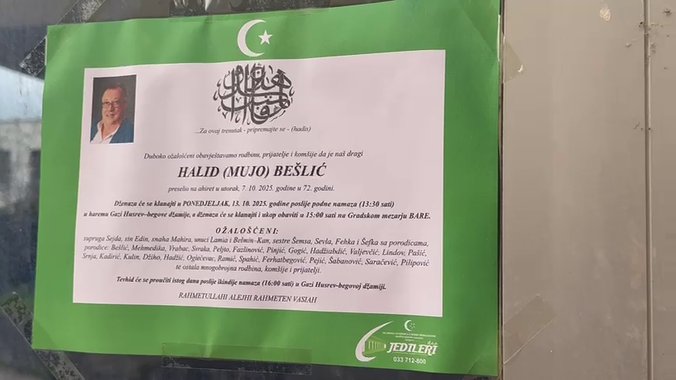 ...Za ovaj trenutak - pripremajte se - (hadis)
Duboko ožalošćeni obavještavamo rodbinu, prijatelje i komšije da je naš dragi
HALID (MUJO) BEŠLIĆ
preselio na ahiret u utorak, 7. 10. 2025. godine u 72. godini.
Dženaza će se klanjati u PONEDJELJAK, 13. 10. 2025. godine poslije podne namaza (13:30 sati)
u haremu Gazi Husrev-begove džamije, a dženaza će se klanjati i ukop obaviti u 15:00 sati na Gradskom mezarju BARE.
OŽALOŠĆENI:
supruga Sejda, sin Edin, snaha Mahira, unuci Lamia i Belmin-Kan, sestre Šemsa, Sevla, Fehka i Šefka sa porodicama,
porodice: Bešlić, Mehmedika, Vrabac, Svraka, Peljto, Fazlinović, Pinjić, Gogić, Hadžiabdić, Valjevčić, Lindov, Pašić,
Srnja, Kadirić, Kulin, Džiho, Hadžić, Ramić, Spahić, Ferhatbegović, Pejić, Šabanović, Saračević, Pilipović
te ostala mnogobrojna rodbina, komšije i prijatelji.
Tevhid će se proučiti istog dana poslije ikindije namaza (16:00 sati) u Gazi Husrev-begovoj džamiji.
RAHMETULLAHI ALEJHI RAHMETEN VASIAH
JEDILERI
033 712-800